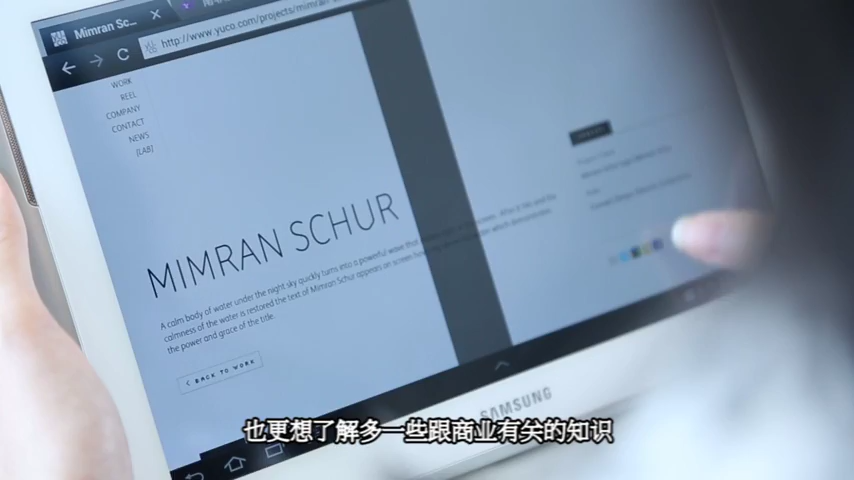 Mimran Sc...
http://www.yuco.com/projects/mimran-
WORK
REEL
COMPANY
CONTACT
NEWS
[LAB]
MIMRAN SCHUR
A calm body of water under the night sky quickly turns into a powerful wave that
calmness of the water is restored the text of Mimran Schur appears on screen
the power and grace of the title.
< BACK TO WORK
SAMSUNG
也更想了解多一些跟商业有关的知识